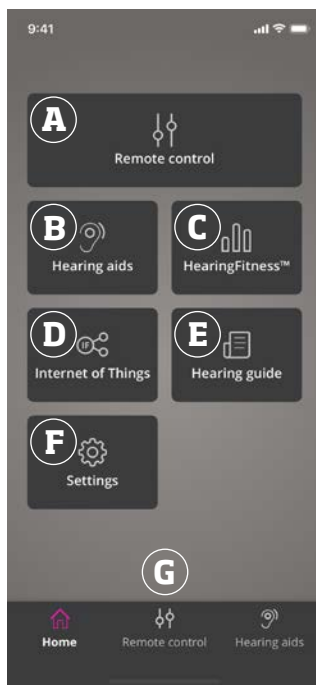 9:41
A
Remote control
B
C
Hearing aids
HearingFitness™
D
IF
E
Internet of Things
Hearing guide
F
Settings
G
Home
Remote control
Hearing aids